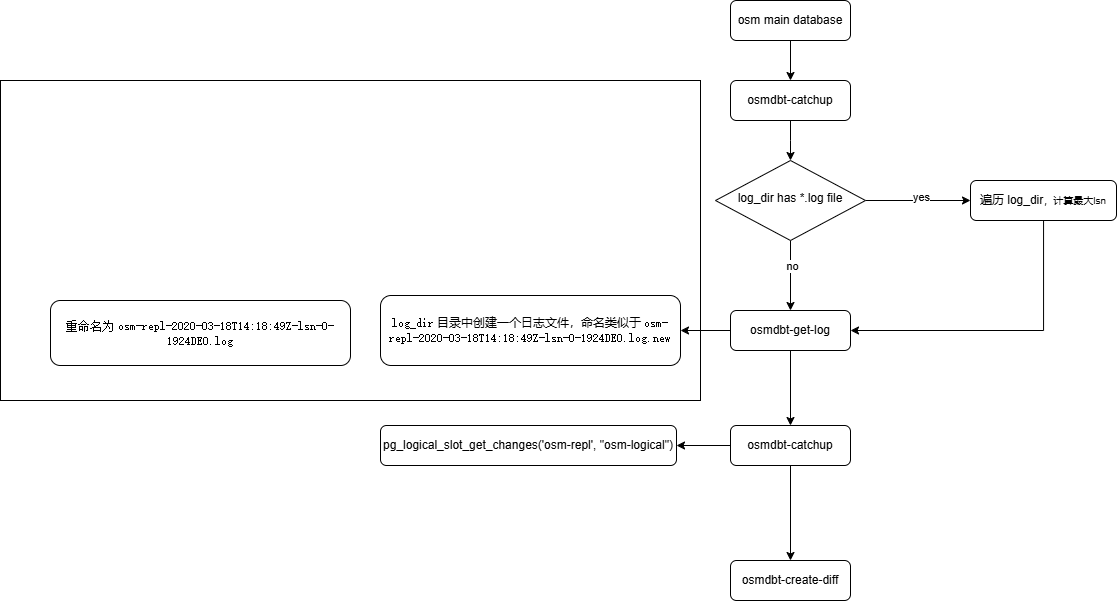 osm main database
osmdbt-catchup
log_dir has *.log file
yes
遍历 log_dir，计算最大lsn
no
重命名为 osm-repl-2020-03-18T14:18:49Z-lsn-0-
1924DE0.log
log_dir 目录中创建一个日志文件，命名类似于 osm-
repl-2020-03-18T14:18:49Z-lsn-0-1924DE0.log.new
osmdbt-get-log
pg_logical_slot_get_changes('osm-repl', "osm-logical")
osmdbt-catchup
osmdbt-create-diff